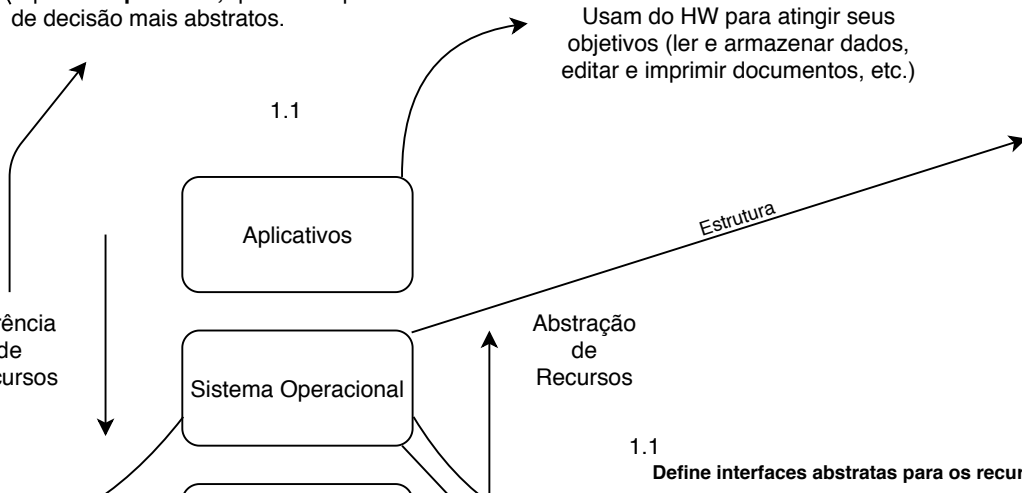 de decisão mais abstratos.
Usam do HW para atingir seus
objetivos (ler e armazenar dados,
editar e imprimir documentos, etc.)
1.1
Aplicativos
Estrutura
de
Sistema Operacional
Abstração
de
Recursos
1.1
Define interfaces abstratas para os